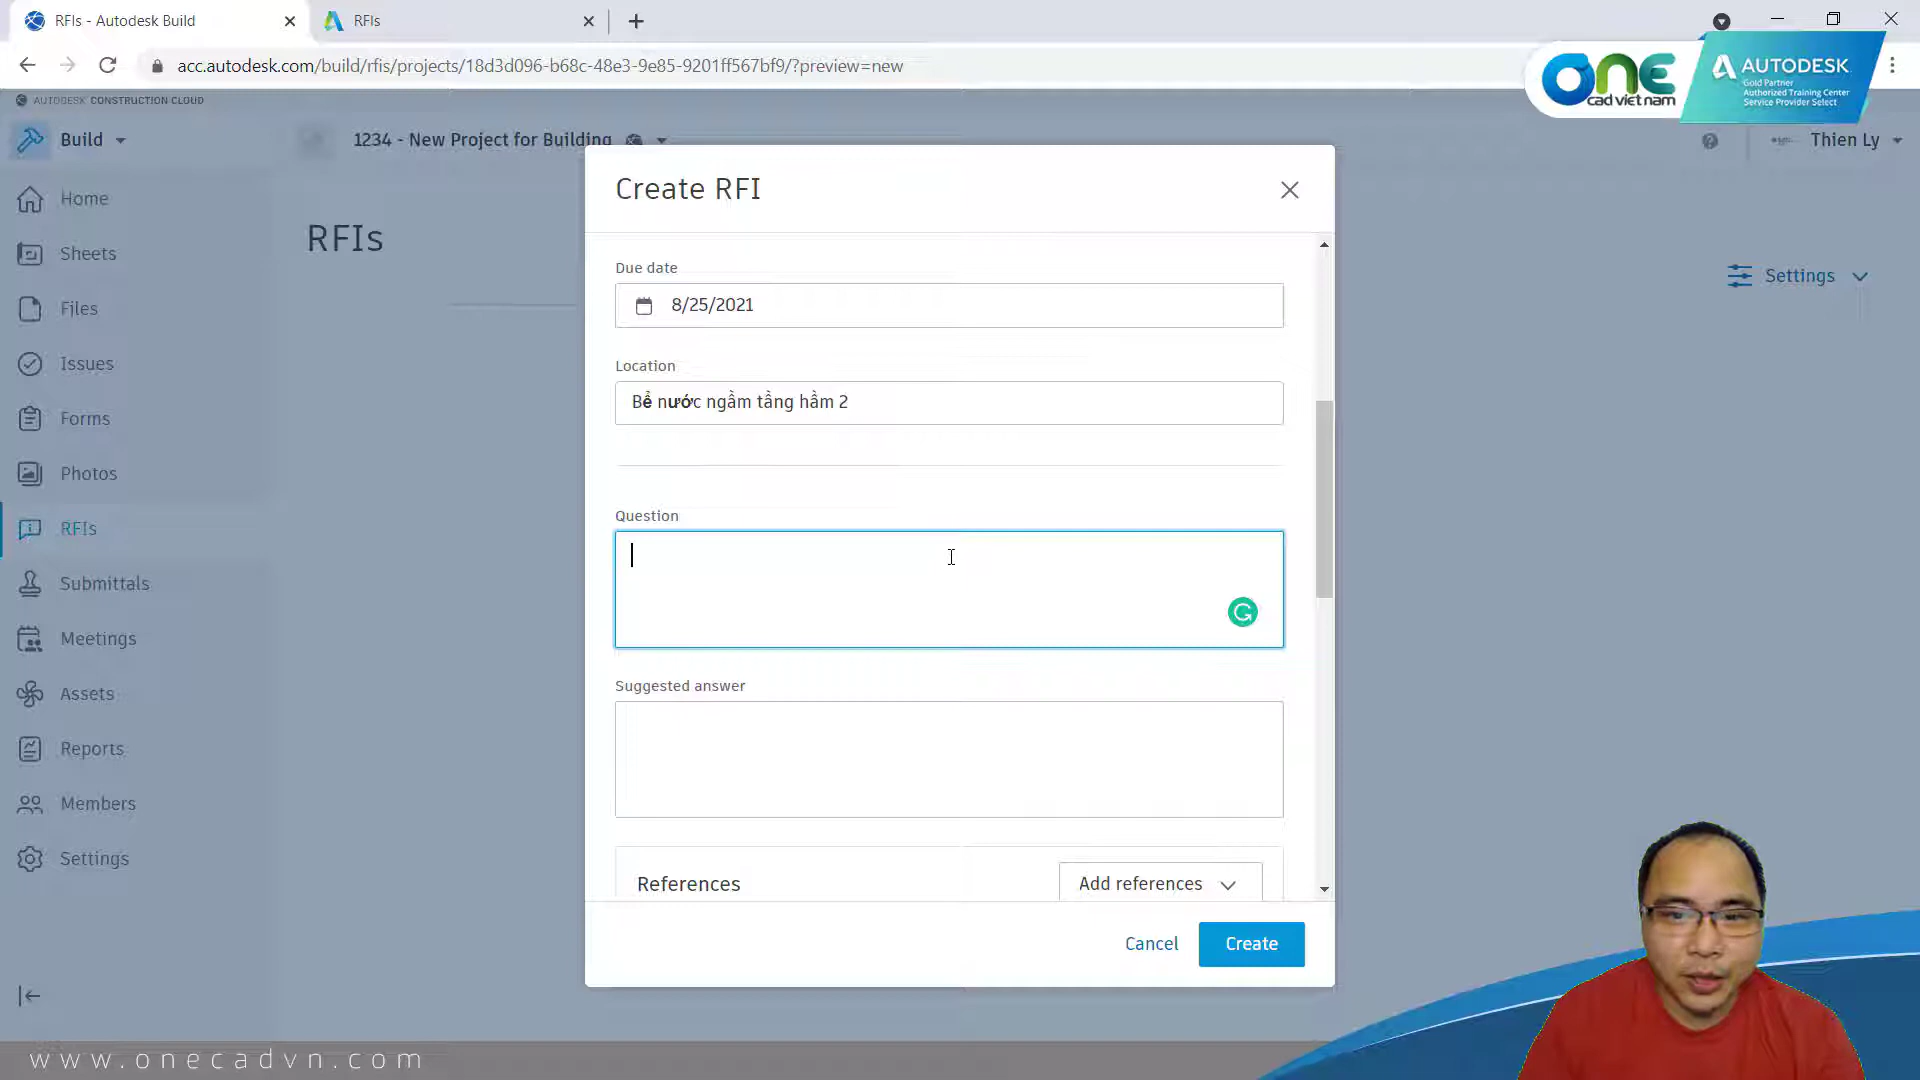 RFIs - Autodesk Build
RFIs
acc.autodesk.com/build/rfis/projects/18d3d096-b68c-48e3-9e85-9201ff567bf9/?preview=new
ONE
cad việt nam
AUTODESK
Gold Partner
Authorized Training Center
Service Provider Select
AUTODESK CONSTRUCTION CLOUD
Build
1234 - New Project for Building
Thien Ly
Home
Sheets
Files
Issues
Forms
Photos
RFIs
Submittals
Meetings
Assets
Reports
Members
Settings
RFIs
Settings
Create RFI
Due date
8/25/2021
Location
Bể nước ngầm tầng hầm 2
Question
Suggested answer
References
Add references
Cancel
Create
www.onecadvn.com